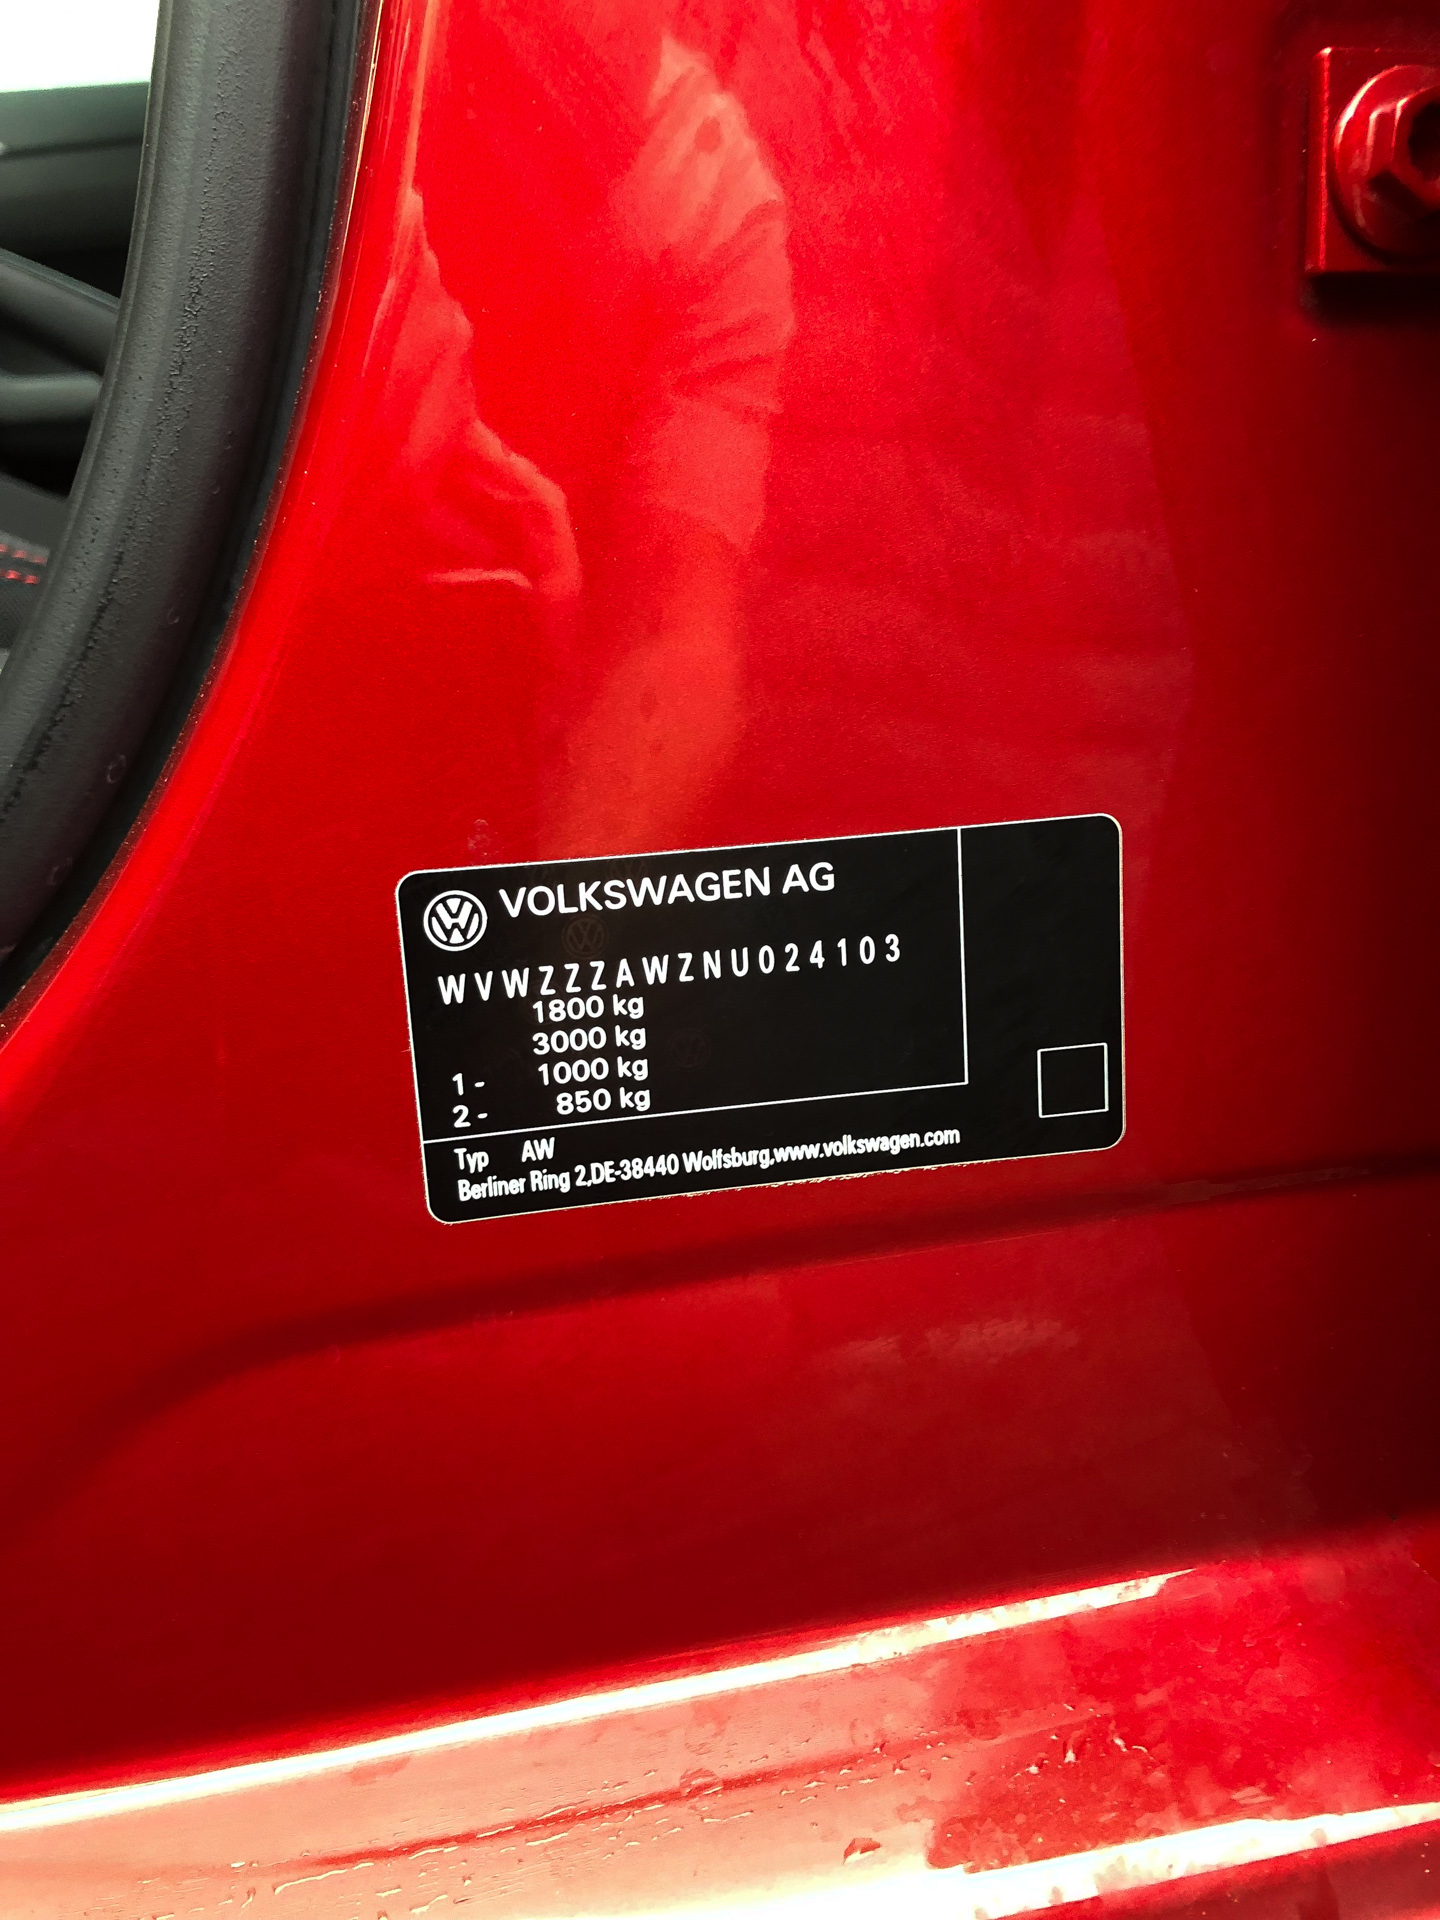 VOLKSWAGEN AG
WVWZZZAWZNU024103
1800 kg
3000 kg
1- 1000 kg
2- 850 kg
Typ AW
Berliner Ring 2,DE-38440 Wolfsburg,www.volkswagen.com